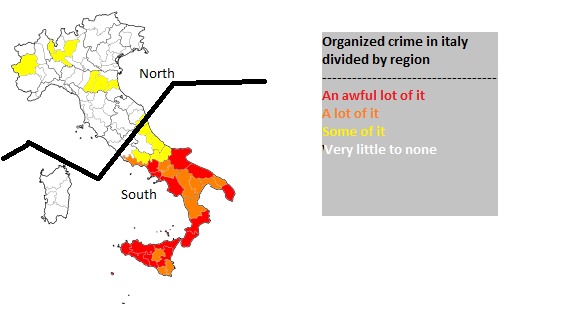 North
South
Organized crime in italy
divided by region
---------------------------------
An awful lot of it
A lot of it
Some of it
'Very little to none